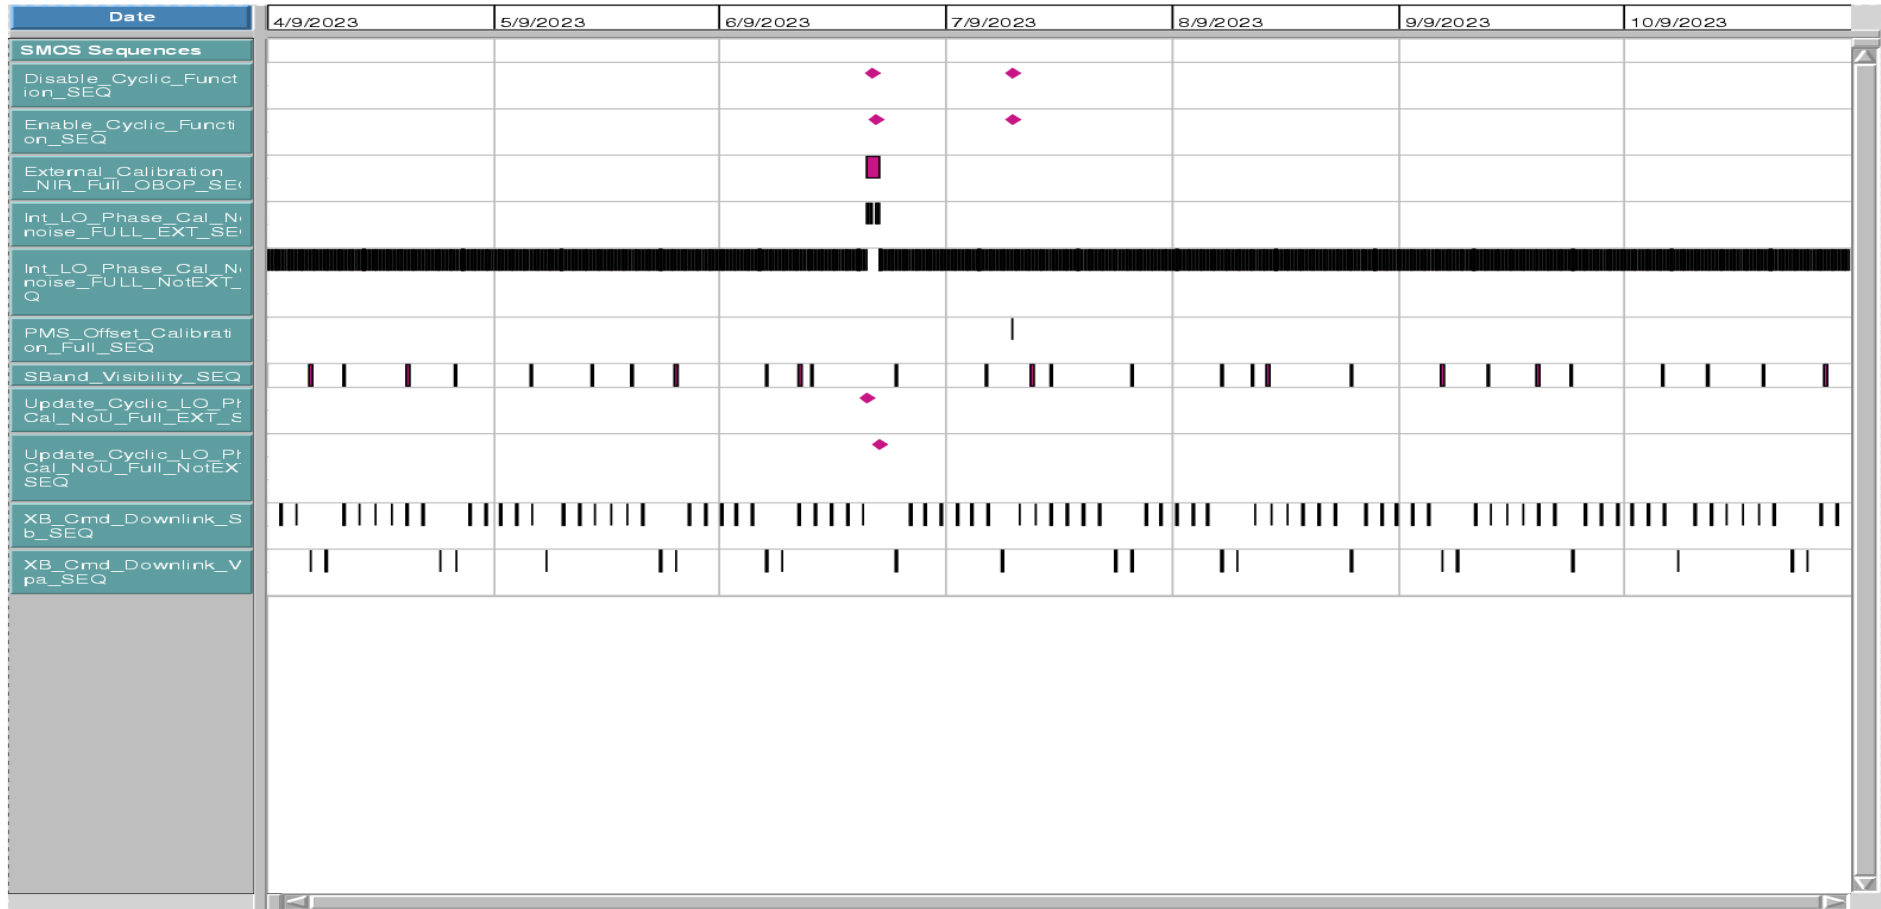 Date
4/9/2023
5/9/2023
6/9/2023
7/9/2023
8/9/2023
9/9/2023
10/9/2023
SMOS Sequences
Disable_Cyclic_Funct
ion_SEQ
Enable_Cyclic_Functi
on_SEQ
External_Calibration
_NIR_Full_OBOP_SE
Int_LO_Phase_Cal_N
noise_FULL_EXT_SE
Int_LO_Phase_Cal_N
noise_FULL_NotEXT_
Q
PMS_Offset_Calibrati
on_Full_SEQ
SBand_Visibility_SEQ
Update_Cyclic_LO_P
Cal_NoU_Full_EXT_S
Update_Cyclic_LO_P
Cal_NoU_Full_NotEX
SEQ
XB_Cmd_Downlink_S
b_SEQ
XB_Cmd_Downlink_V
pa_SEQ